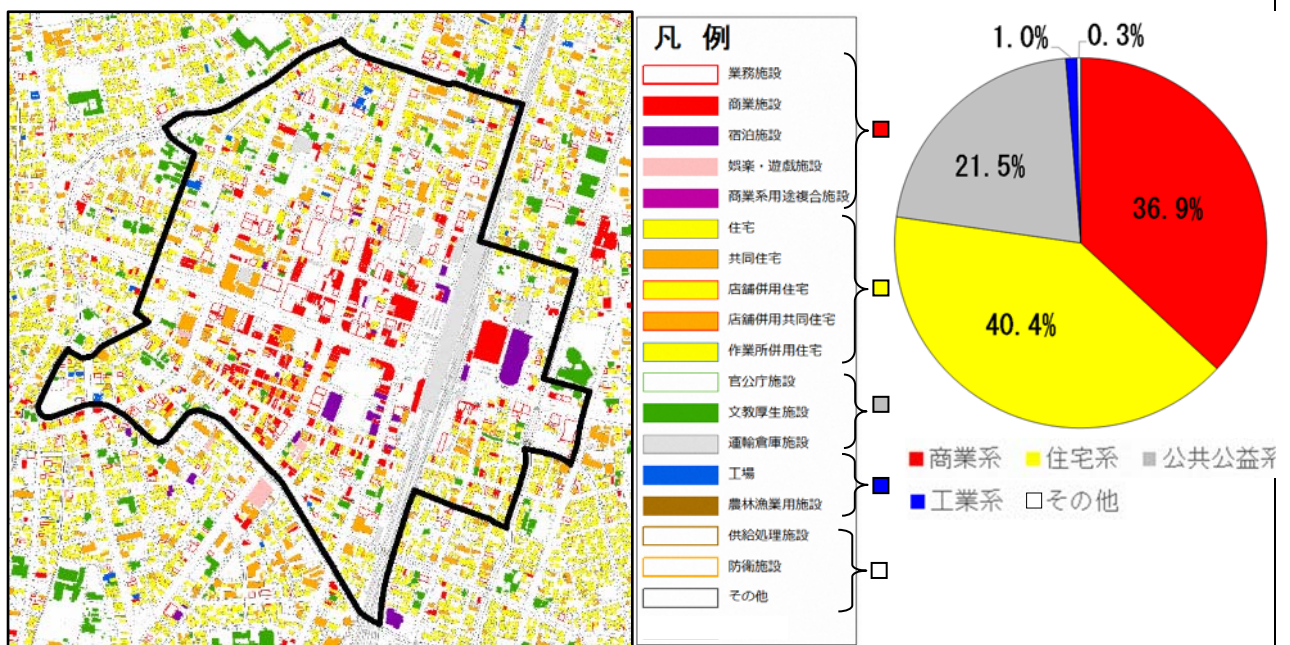 凡 例
業務施設
商業施設
宿泊施設
娯楽・遊戯施設
商業系用途複合施設
住宅
共同住宅
店舗併用住宅
店舗併用共同住宅
作業所併用住宅
官公庁施設
文教厚生施設
運輸倉庫施設
工場
農林漁業用施設
供給処理施設
防衛施設
その他
1.0% 0.3%
21.5%
36.9%
40.4%
商業系 住宅系 公共公益系
工業系 その他